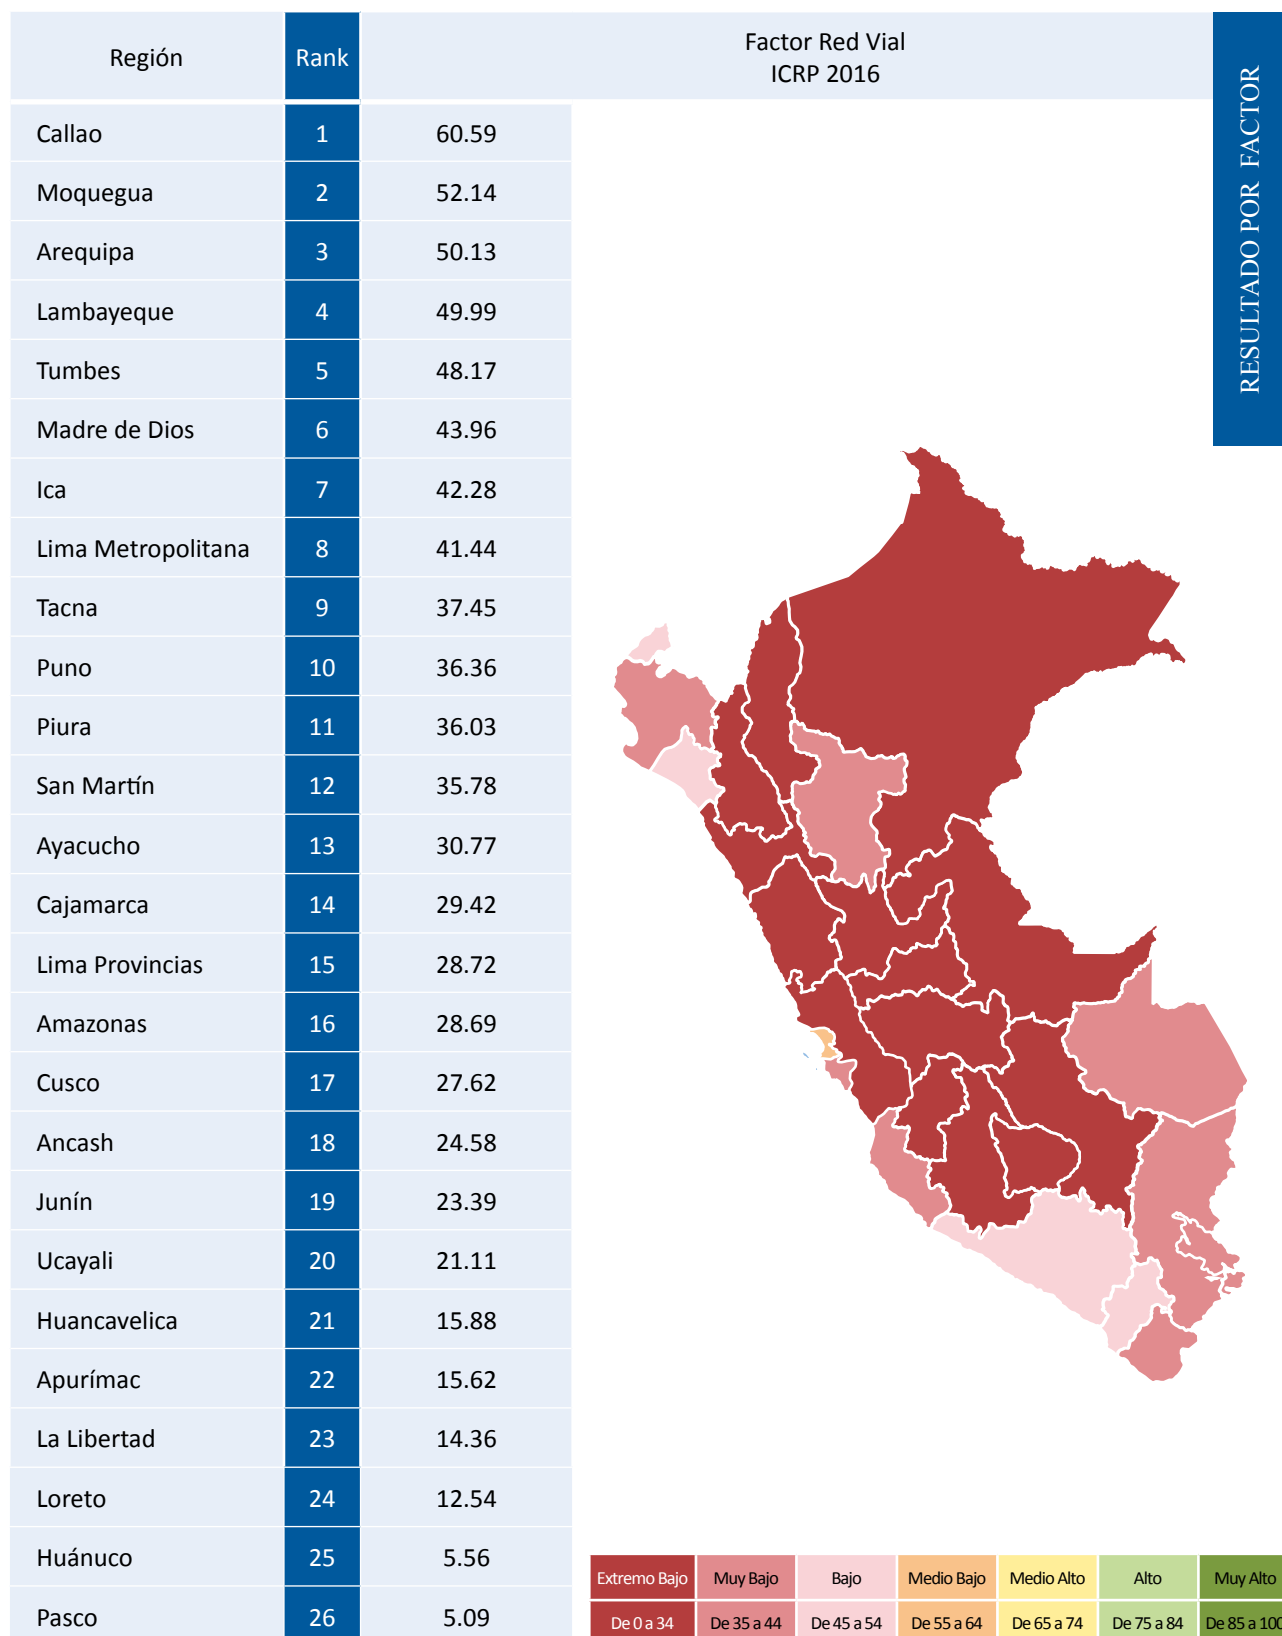 Región Rank Factor Red Vial
ICRP 2016
RESULTADO POR FACTOR
Callao 1 60.59
Moquegua 2 52.14
Arequipa 3 50.13
Lambayeque 4 49.99
Tumbes 5 48.17
Madre de Dios 6 43.96
Ica 7 42.28
Lima Metropolitana 8 41.44
Tacna 9 37.45
Puno 10 36.36
Piura 11 36.03
San Martín 12 35.78
Ayacucho 13 30.77
Cajamarca 14 29.42
Lima Provincias 15 28.72
Amazonas 16 28.69
Cusco 17 27.62
Ancash 18 24.58
Junín 19 23.39
Ucayali 20 21.11
Huancavelica 21 15.88
Apurímac 22 15.62
La Libertad 23 14.36
Loreto 24 12.54
Huánuco 25 5.56
Pasco 26 5.09
Extremo Bajo Muy Bajo Bajo Medio Bajo Medio Alto Alto Muy Alto
De 0 a 34 De 35 a 44 De 45 a 54 De 55 a 64 De 65 a 74 De 75 a 84 De 85 a 100